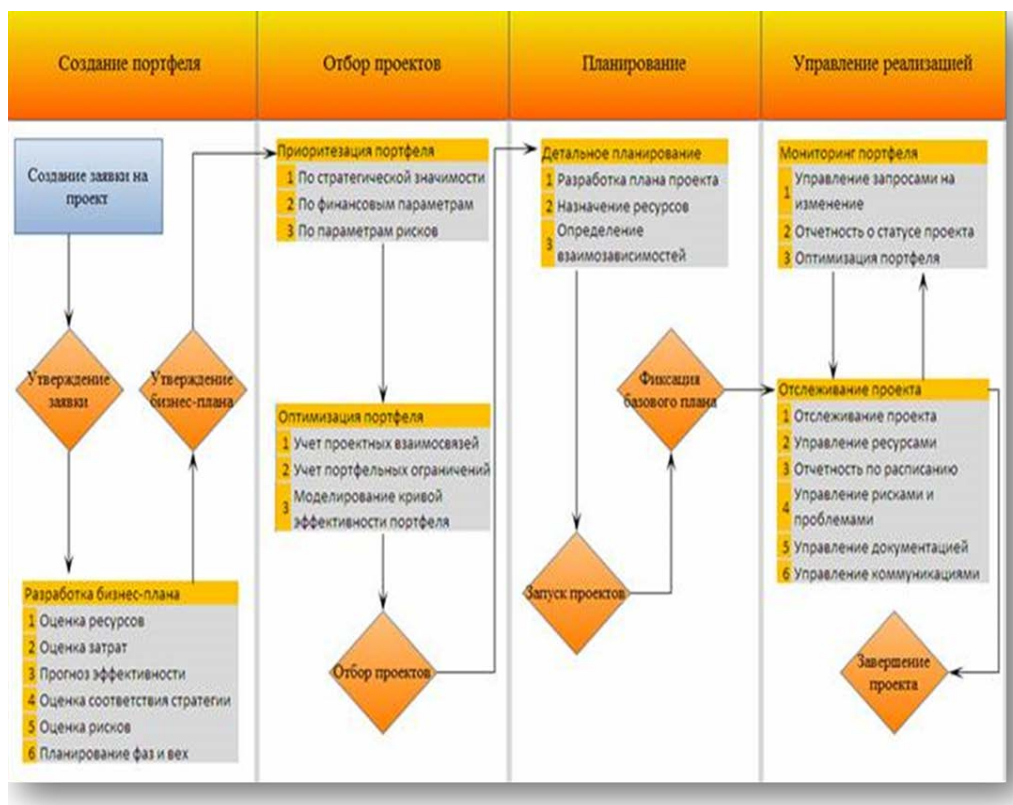 Создание портфеля
Отбор проектов
Планирование
Управление реализацией
Создание заявки на
проект
Утверждение
заявки
Утверждение
бизнес-плана
Разработка бизнес-плана
1 Оценка ресурсов
2 Оценка затрат
3 Прогноз эффективности
4 Оценка соответствия стратегии
5 Оценка рисков
6 Планирование фаз и вех
Приоритезация портфеля
1 По стратегической значимости
2 По финансовым параметрам
3 По параметрам рисков
Оптимизация портфеля
1 Учет проектных взаимосвязей
2 Учет портфельных ограничений
3 Моделирование кривой
эффективности портфеля
Отбор проектов
Детальное планирование
1 Разработка плана проекта
2 Назначение ресурсов
3 Определение
взаимозависимостей
Запуск проектов
Фиксация
базового плана
Мониторинг портфеля
1 Управление запросами на
изменение
2 Отчетность о статусе проекта
3 Оптимизация портфеля
Отслеживание проекта
1 Отслеживание проекта
2 Управление ресурсами
3 Отчетность по расписанию
4 Управление рисками и
проблемами
5 Управление документацией
6 Управление коммуникациями
Завершение
проекта